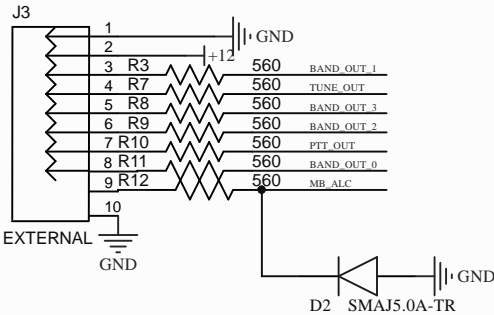 J3
1 GND
2 +12
3 R3 560 BAND_OUT_1
4 R7 560 TUNE_OUT
5 R8 560 BAND_OUT_3
6 R9 560 BAND_OUT_2
7 R10 560 PTT_OUT
8 R11 560 BAND_OUT_0
9 R12 560 MB_ALC
10
EXTERNAL
GND
GND
D2 SMAJ5.0A-TR